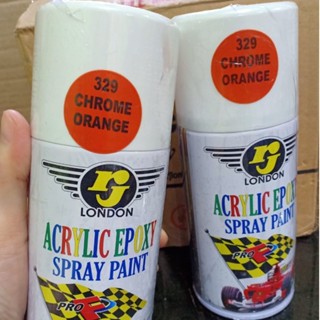 329
CHROME
ORANGE
rj
LONDON
ACRYLIC EPOXY
SPRAY PAINT
PRO
329
CHROME
ORANGE
rj
LONDON
ACRYLIC EPOXY
SPRAY PAINT
PRO